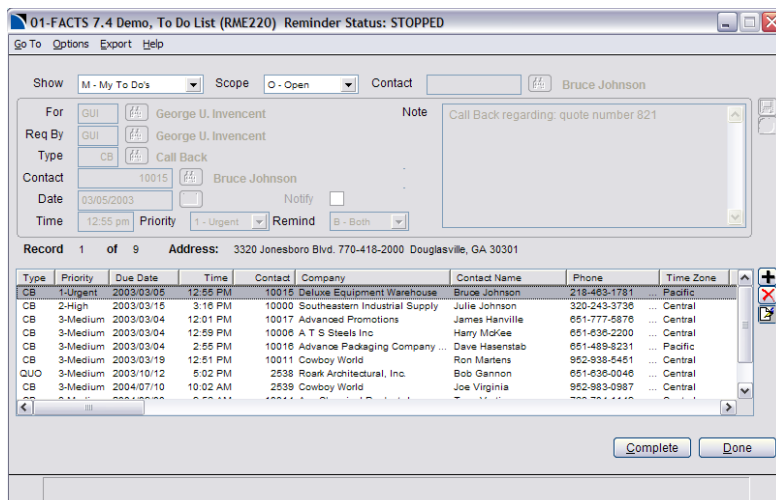 01-FACTS 7.4 Demo, To Do List (RME220) Reminder Status: STOPPED
Go To Options Export Help
Show M - My To Do's Scope O - Open Contact Bruce Johnson
For GUI George U. Invencent Note Call Back regarding: quote number 821
Req By GUI George U. Invencent
Type CB Call Back
Contact 10015 Bruce Johnson
Date 03/05/2003 Notify
Time 12:55 pm Priority 1 - Urgent Remind B - Both
Record 1 of 9 Address: 3320 Jonesboro Blvd. 770-418-2000 Douglasville, GA 30301
Type Priority Due Date Time Contact Company Contact Name Phone Time Zone
CB 1-Urgent 2003/03/05 12:55 PM 10015 Deluxe Equipment Warehouse Bruce Johnson 218-463-1781 ... Pacific
CB 2-High 2003/03/15 3:16 PM 10000 Southeastern Industrial Supply Julie Johnson 320-243-3736 ... Central
CB 3-Medium 2003/03/04 12:01 PM 10017 Advanced Promotions James Hanville 651-777-5876 ... Central
CB 3-Medium 2003/03/04 12:59 PM 10006 A T S Steels Inc Harry McKee 651-636-2200 ... Central
CB 3-Medium 2003/03/04 2:55 PM 10016 Advance Packaging Company ... Dave Hasenstab 651-489-8231 ... Pacific
CB 3-Medium 2003/03/19 12:51 PM 10011 Cowboy World Ron Martens 952-938-5451 ... Central
QUO 3-Medium 2003/10/12 5:02 PM 2538 Roark Architectural, Inc. Bob Gannon 651-636-0046 ... Central
CB 3-Medium 2004/07/10 10:02 AM 2539 Cowboy World Joe Virginia 952-983-0987 ... Central
Complete Done